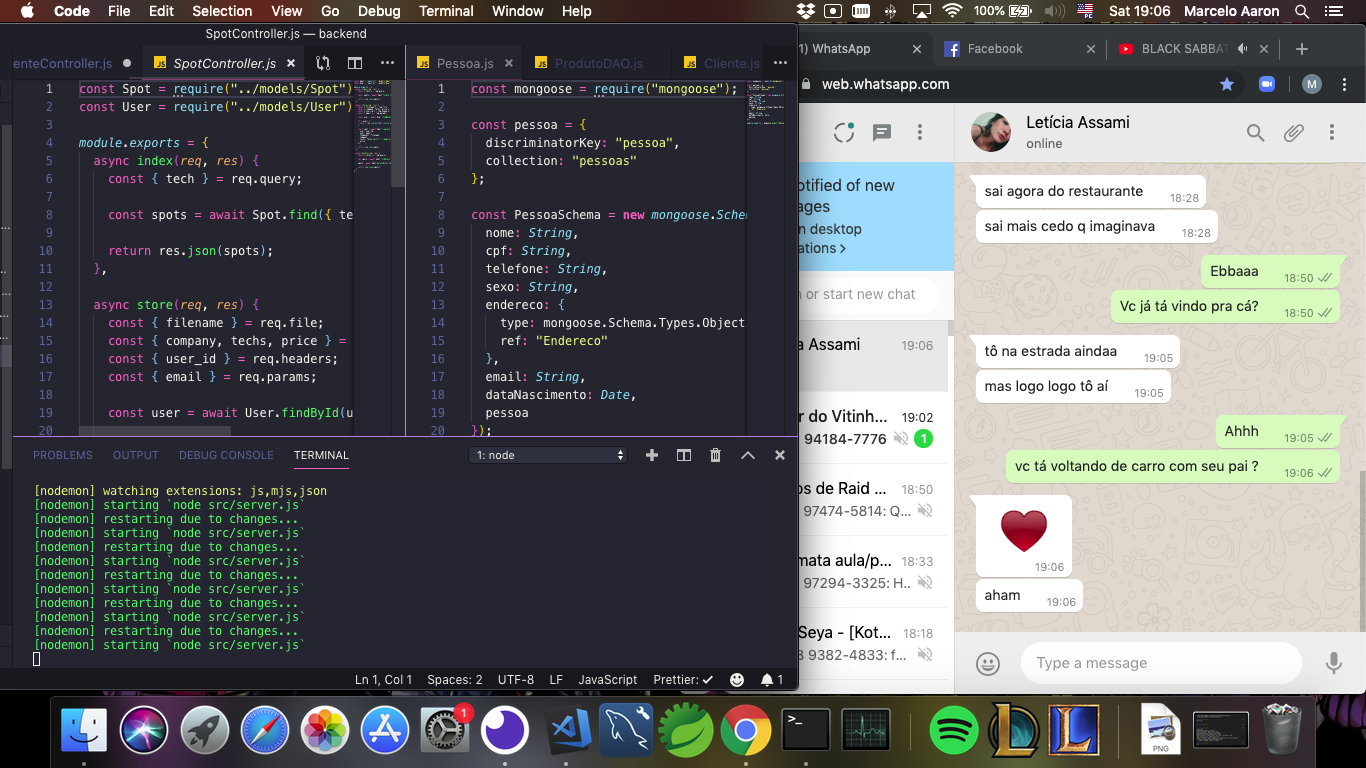 Code File Edit Selection View Go Debug Terminal Window Help 100% Sat 19:06 Marcelo Aaron
SpotController.js — backend
enteController.js
SpotController.js
Pessoa.js
ProdutoDAO.js
Cliente.js
1 const Spot = require("../models/Spot")
2 const User = require("../models/User")
3
4 module.exports = {
5 async index(req, res) {
6 const { tech } = req.query;
7
8 const spots = await Spot.find({ te
9
10 return res.json(spots);
11 },
12
13 async store(req, res) {
14 const { filename } = req.file;
15 const { company, techs, price } =
16 const { user_id } = req.headers;
17 const { email } = req.params;
18
19 const user = await User.findById(u
20
1 const mongoose = require("mongoose");
2
3 const pessoa = {
4 discriminatorKey: "pessoa",
5 collection: "pessoas"
6 };
7
8 const PessoaSchema = new mongoose.Sche
9 nome: String,
10 cpf: String,
11 telefone: String,
12 sexo: String,
13 endereco: {
14 type: mongoose.Schema.Types.Object
15 ref: "Endereco"
16 },
17 email: String,
18 dataNascimento: Date,
19 pessoa
20 });
PROBLEMS OUTPUT DEBUG CONSOLE TERMINAL 1: node
[nodemon] watching extensions: js,mjs,json
[nodemon] starting `node src/server.js`
[nodemon] restarting due to changes...
[nodemon] starting `node src/server.js`
[nodemon] restarting due to changes...
[nodemon] starting `node src/server.js`
[nodemon] restarting due to changes...
[nodemon] starting `node src/server.js`
[nodemon] restarting due to changes...
[nodemon] starting `node src/server.js`
[nodemon] restarting due to changes...
[nodemon] starting `node src/server.js`
Ln 1, Col 1 Spaces: 2 UTF-8 LF JavaScript Prettier: ✓ 1
1) WhatsApp
Facebook
BLACK SABBAT
web.whatsapp.com
M
otified of new
ages
n desktop
ations >
n or start new chat
a Assami 19:06
r do Vitinh... 19:02
94184-7776 1
os de Raid ... 18:50
97474-5814: Q...
mata aula/p... 18:33
97294-3325: H..
Seya - [Kot... 18:18
3 9382-4833: f...
Letícia Assami
online
sai agora do restaurante 18:28
sai mais cedo q imaginava 18:28
Ebbaaa 18:50
Vc já tá vindo pra cá? 18:50
tô na estrada aindaa 19:05
mas logo logo tô aí 19:05
Ahhh 19:05
vc tá voltando de carro com seu pai ? 19:06
19:06
aham 19:06
Type a message
1
>_
PNG